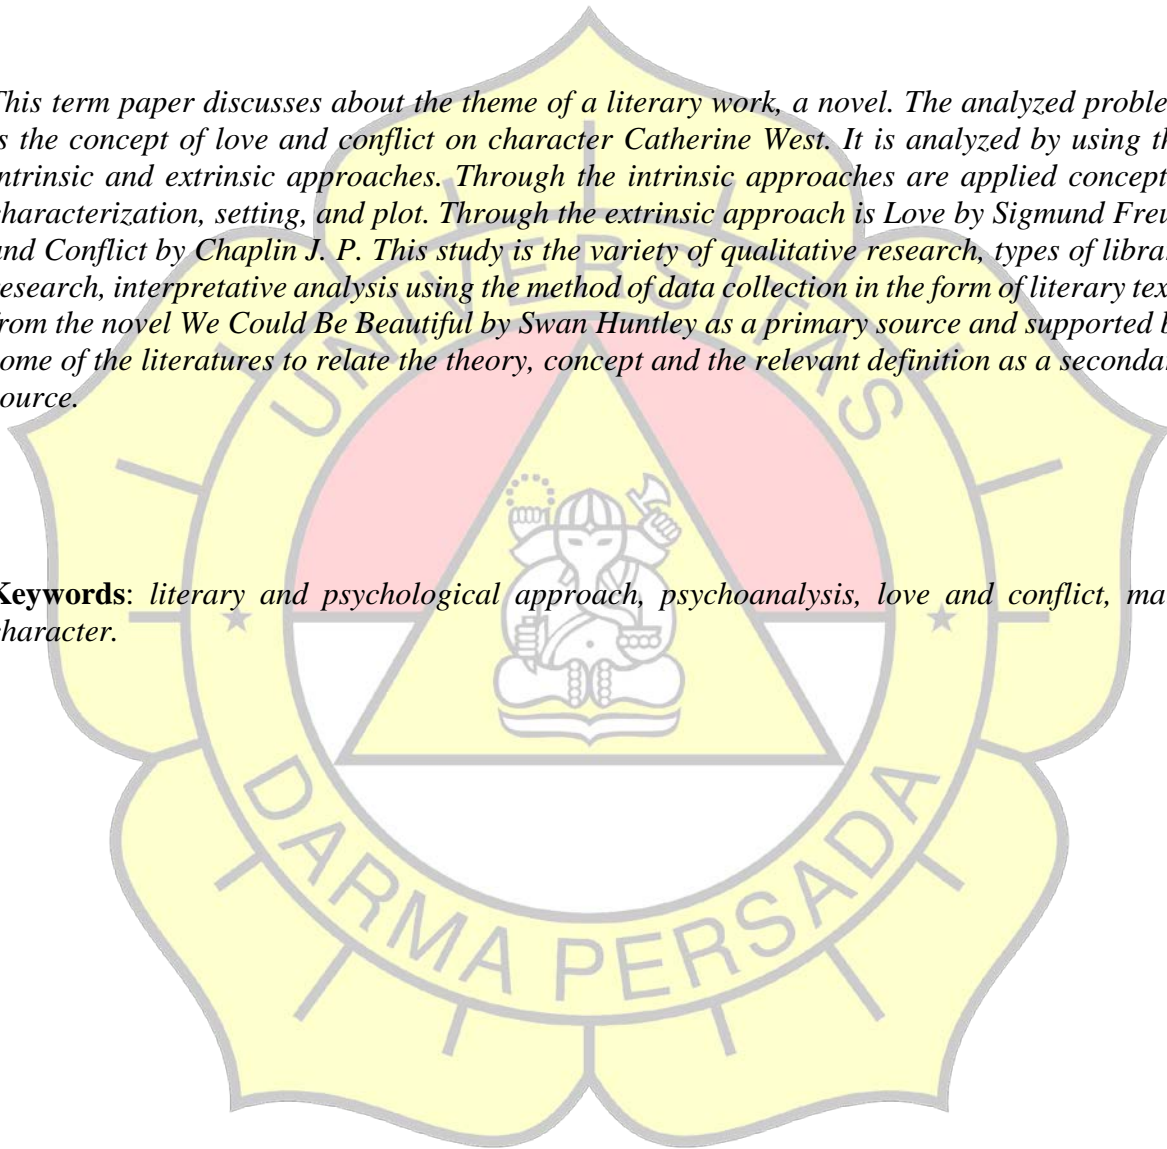 This term paper discusses about the theme of a literary work, a novel. The analyzed proble
s the concept of love and conflict on character Catherine West. It is analyzed by using th
ntrinsic and extrinsic approaches. Through the intrinsic approaches are applied concept
characterization, setting, and plot. Through the extrinsic approach is Love by Sigmund Freu
and Conflict by Chaplin J. P. This study is the variety of qualitative research, types of librar
research, interpretative analysis using the method of data collection in the form of literary tex
from the novel We Could Be Beautiful by Swan Huntley as a primary source and supported b
some of the literatures to relate the theory, concept and the relevant definition as a secondar
source.
UNIVERSITAS
Keywords: literary and psychological approach, psychoanalysis, love and conflict, ma
character.
DARMA PERSADA